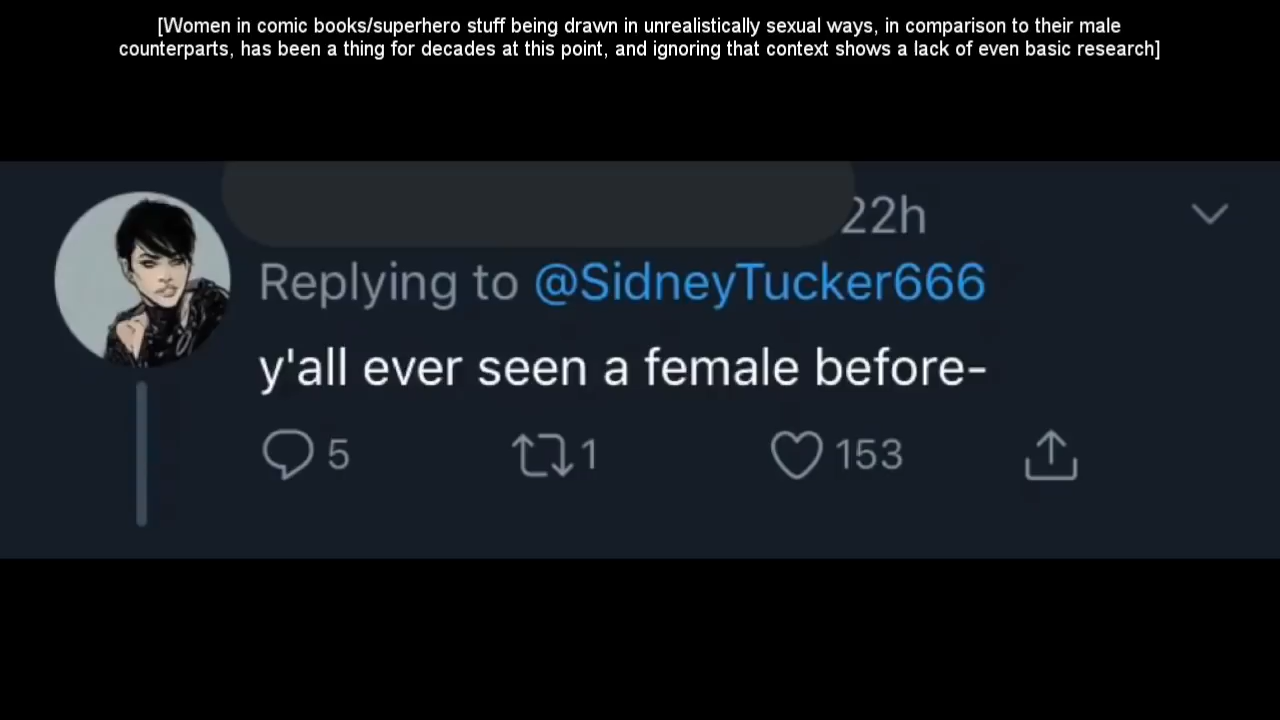 [Women in comic books/superhero stuff being drawn in unrealistically sexual ways, in comparison to their male
counterparts, has been a thing for decades at this point, and ignoring that context shows a lack of even basic research]
22h
Replying to @SidneyTucker666
y'all ever seen a female before-
5 1 153